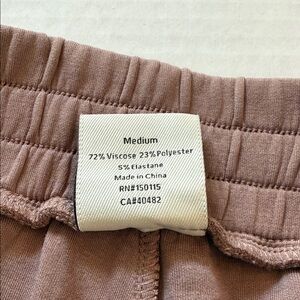 Medium
72% Viscose 23% Polyester
5% Elastane
Made in China
RN#150115
CA#40482